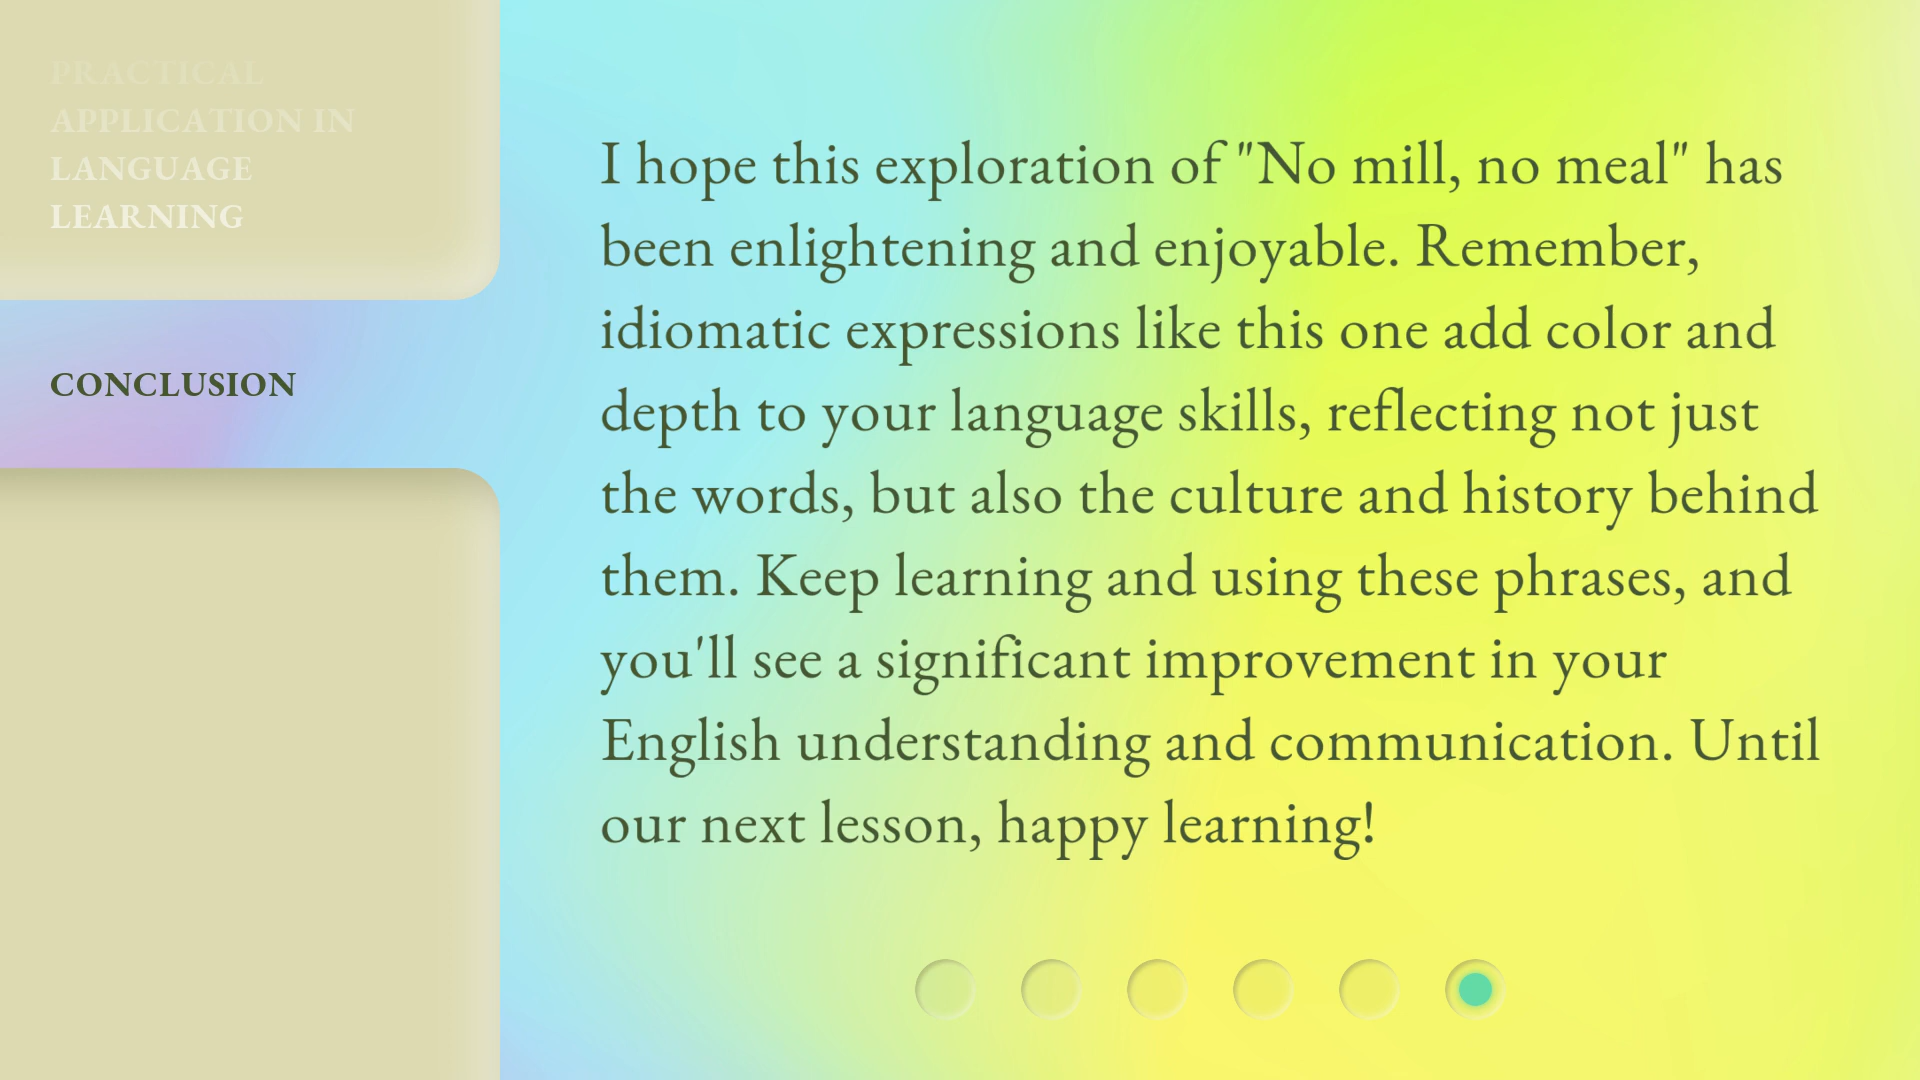 PRACTICAL
APPLICATION IN
LANGUAGE
LEARNING
CONCLUSION
I hope this exploration of "No mill, no meal" has
been enlightening and enjoyable. Remember,
idiomatic expressions like this one add color and
depth to your language skills, reflecting not just
the words, but also the culture and history behind
them. Keep learning and using these phrases, and
you'll see a significant improvement in your
English understanding and communication. Until
our next lesson, happy learning!